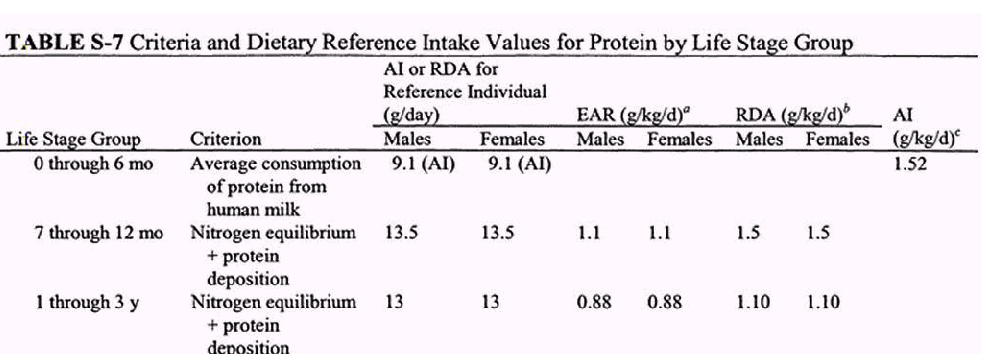 TABLE S-7 Criteria and Dietary Reference Intake Values for Protein by Life Stage Group
AI or RDA for
Reference Individual
(g/day) EAR (g/kg/d)a RDA (g/kg/d)b AI
Life Stage Group Criterion Males Females Males Females Males Females (g/kg/d)c
0 through 6 mo Average consumption 9.1 (AI) 9.1 (AI) 1.52
of protein from
human milk
7 through 12 mo Nitrogen equilibrium 13.5 13.5 1.1 1.1 1.5 1.5
+ protein
deposition
1 through 3 y Nitrogen equilibrium 13 13 0.88 0.88 1.10 1.10
+ protein
deposition